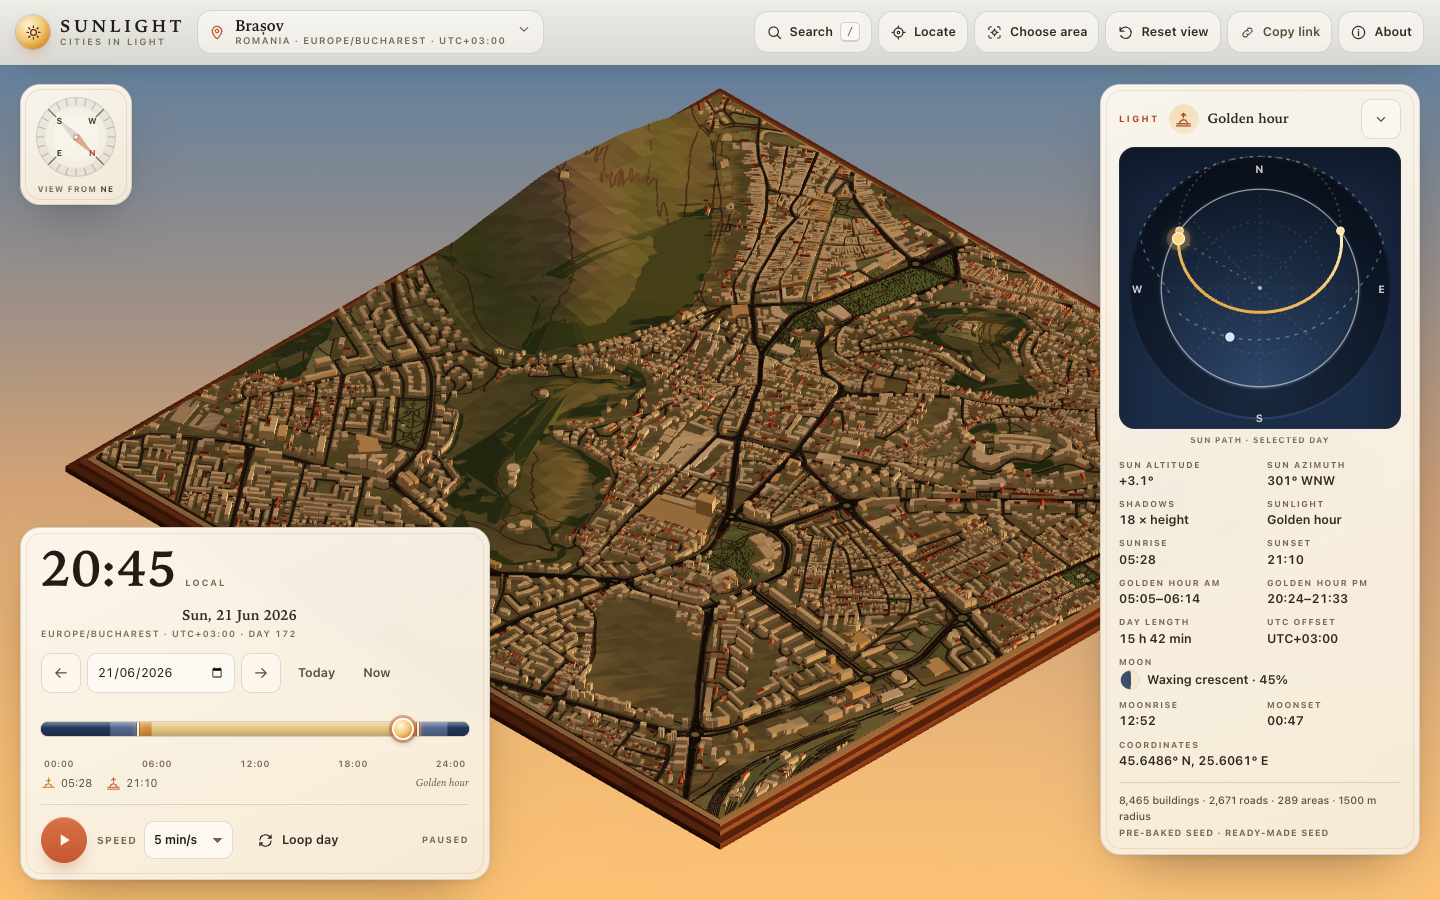 SUNLIGHT
CITIES IN LIGHT
Brașov
ROMÂNIA · EUROPE/BUCHAREST · UTC+03:00
Search /
Locate
Choose area
Reset view
Copy link
About
S W
E N
VIEW FROM NE
LIGHT Golden hour
N
W E
S
SUN PATH · SELECTED DAY
SUN ALTITUDE SUN AZIMUTH
+3.1° 301° WNW
SHADOWS SUNLIGHT
18 × height Golden hour
SUNRISE SUNSET
05:28 21:10
GOLDEN HOUR AM GOLDEN HOUR PM
05:05–06:14 20:24–21:33
DAY LENGTH UTC OFFSET
15 h 42 min UTC+03:00
MOON
Waxing crescent · 45%
MOONRISE MOONSET
12:52 00:47
COORDINATES
45.6486° N, 25.6061° E
8,465 buildings · 2,671 roads · 289 areas · 1500 m
radius
PRE-BAKED SEED · READY-MADE SEED
20:45 LOCAL
Sun, 21 Jun 2026
EUROPE/BUCHAREST · UTC+03:00 · DAY 172
21/06/2026 Today Now
00:00 06:00 12:00 18:00 24:00
05:28 21:10 Golden hour
SPEED 5 min/s Loop day PAUSED